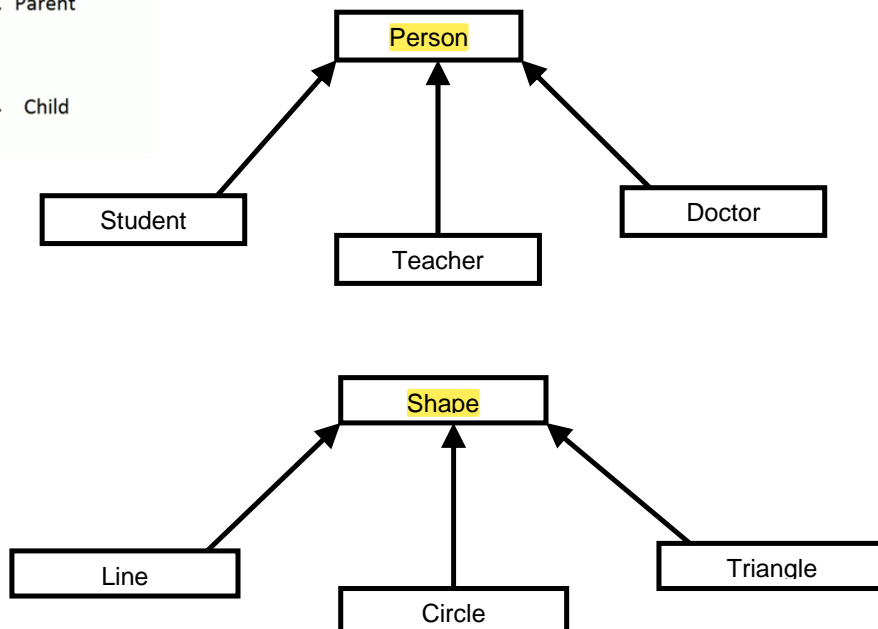 Parent
Child
Person
Student
Teacher
Doctor
Shape
Line
Circle
Triangle